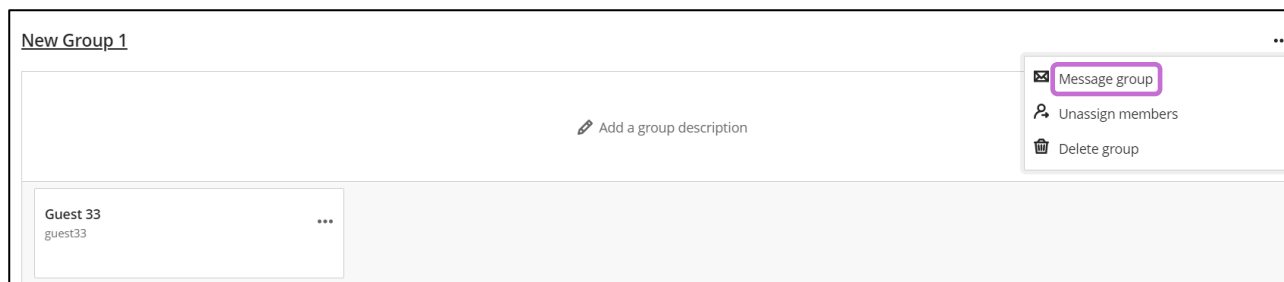 New Group 1
Message group
Unassign members
Add a group description
Delete group
Guest 33
guest33